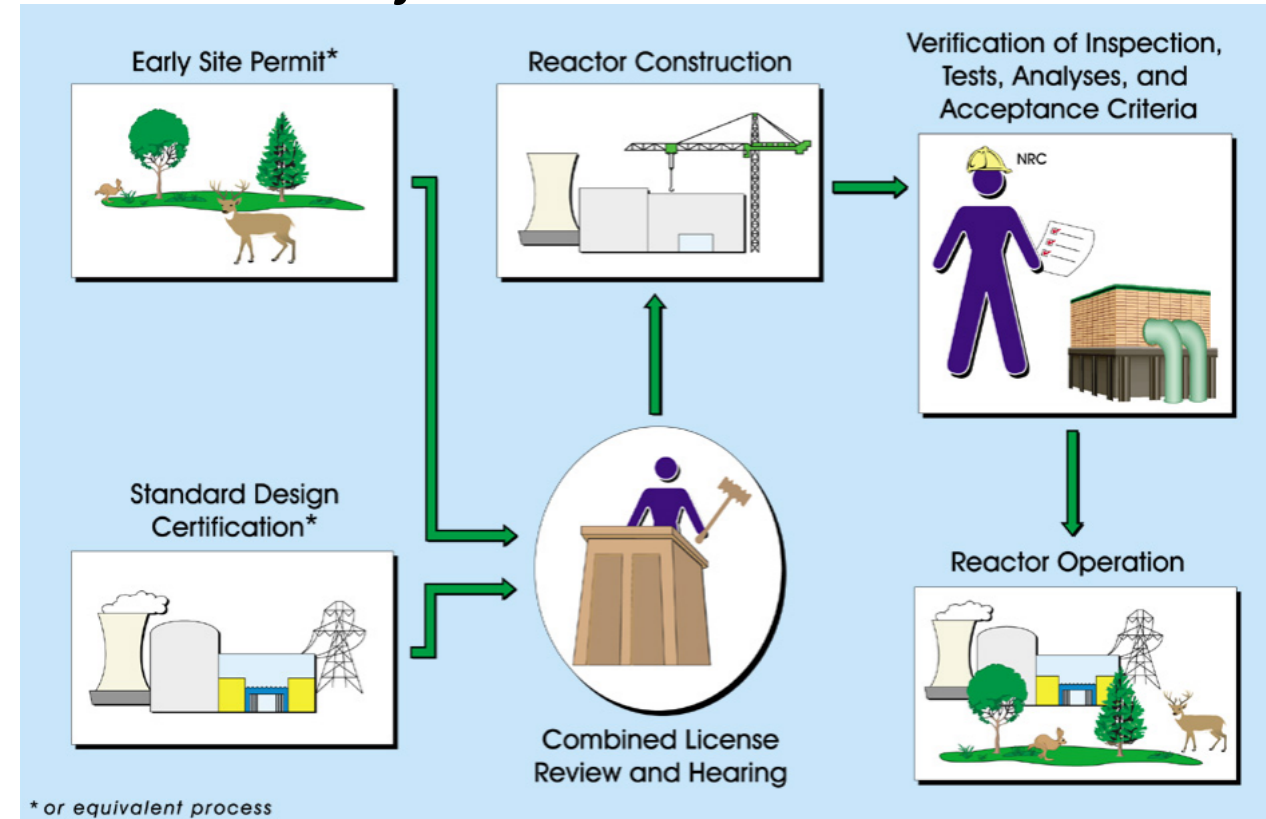 Early Site Permit*
Reactor Construction
Verification of Inspection,
Tests, Analyses, and
Acceptance Criteria
NRC
Standard Design
Certification*
Combined License
Review and Hearing
Reactor Operation
* or equivalent process